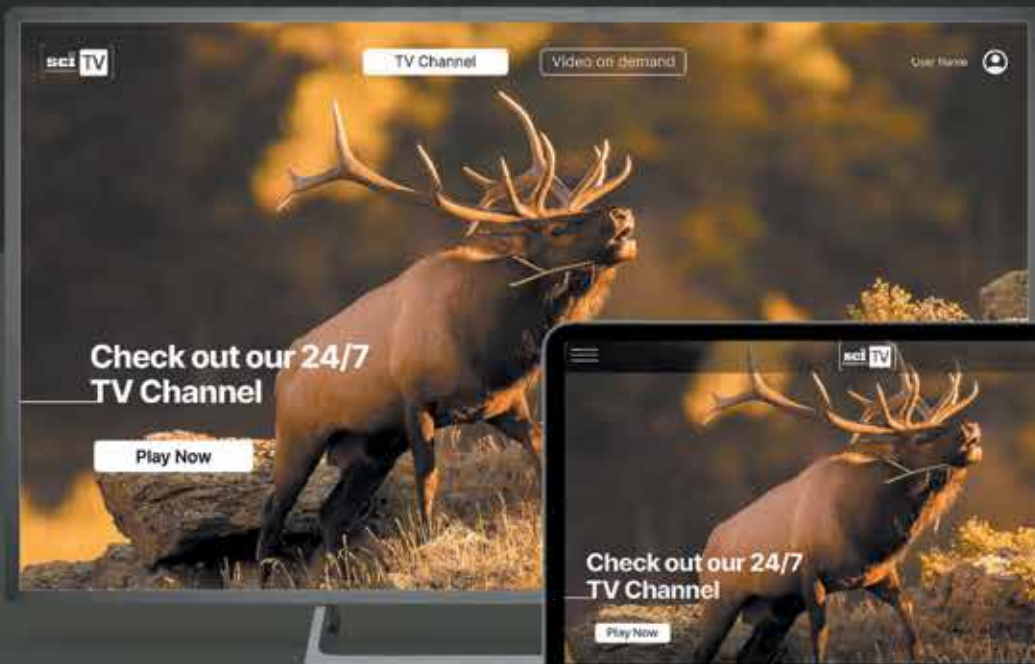 sci TV
TV Channel
Video on demand
User Name
Check out our 24/7
TV Channel
Play Now
sci TV
Check out our 24/7
TV Channel
Play Now